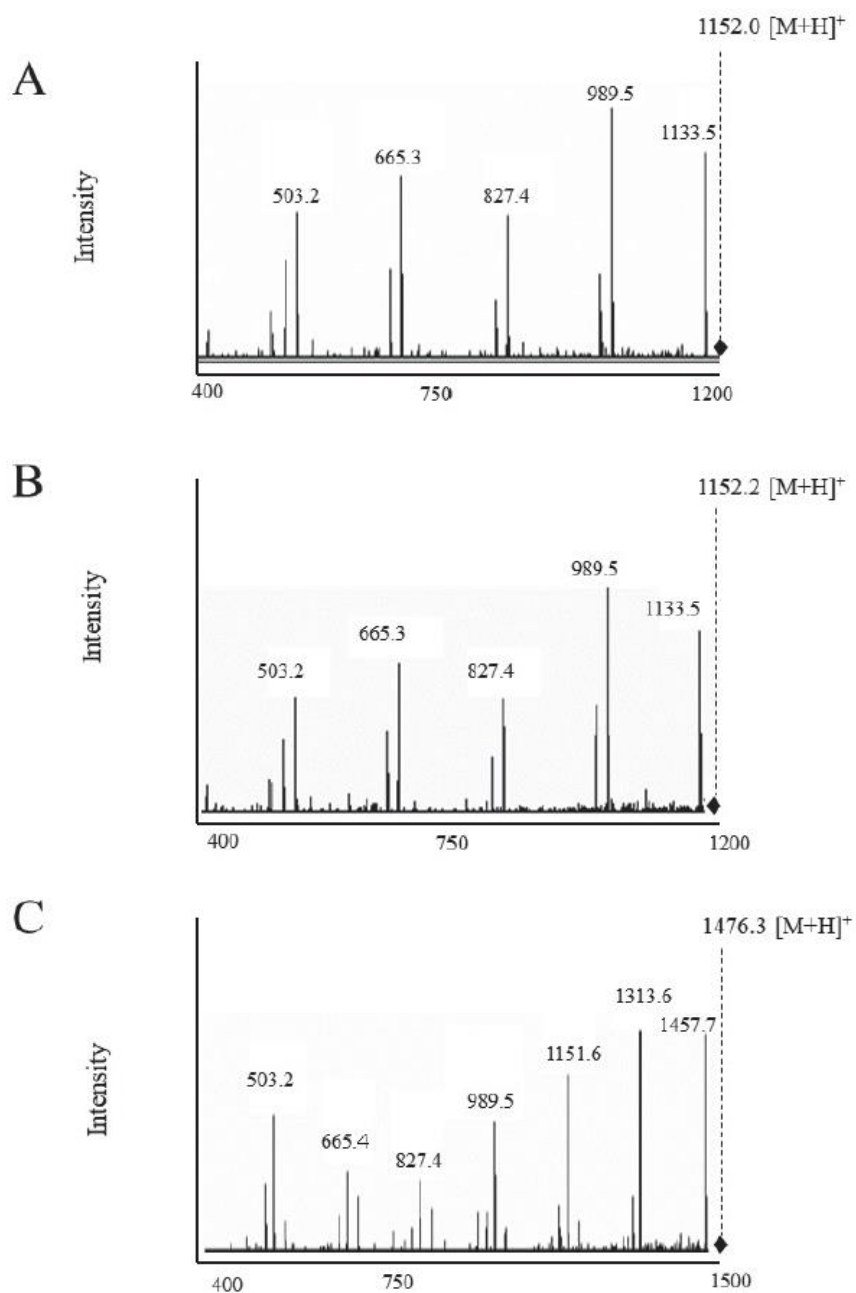 1152.0 [M+H]+
A
989.5
1133.5
665.3
503.2
827.4
Intensity
400
750
1200
B
1152.2 [M+H]+
989.5
1133.5
665.3
503.2
827.4
Intensity
400
750
1200
C
1476.3 [M+H]+
1313.6
1457.7
1151.6
503.2
989.5
665.4
827.4
Intensity
400
750
1500